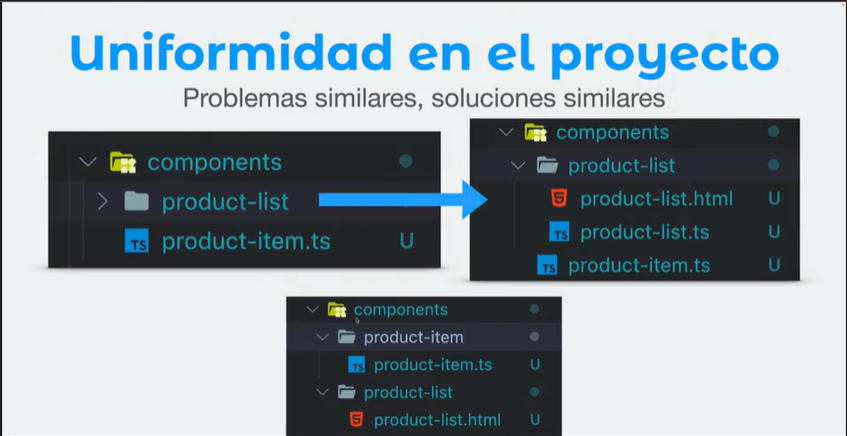 Uniformidad en el proyecto
Problemas similares, soluciones similares
components
product-list
TS product-item.ts U
components
product-list
5 product-list.html U
TS product-list.ts U
TS product-item.ts U
components
product-item
TS product-item.ts U
product-list
5 product-list.html U